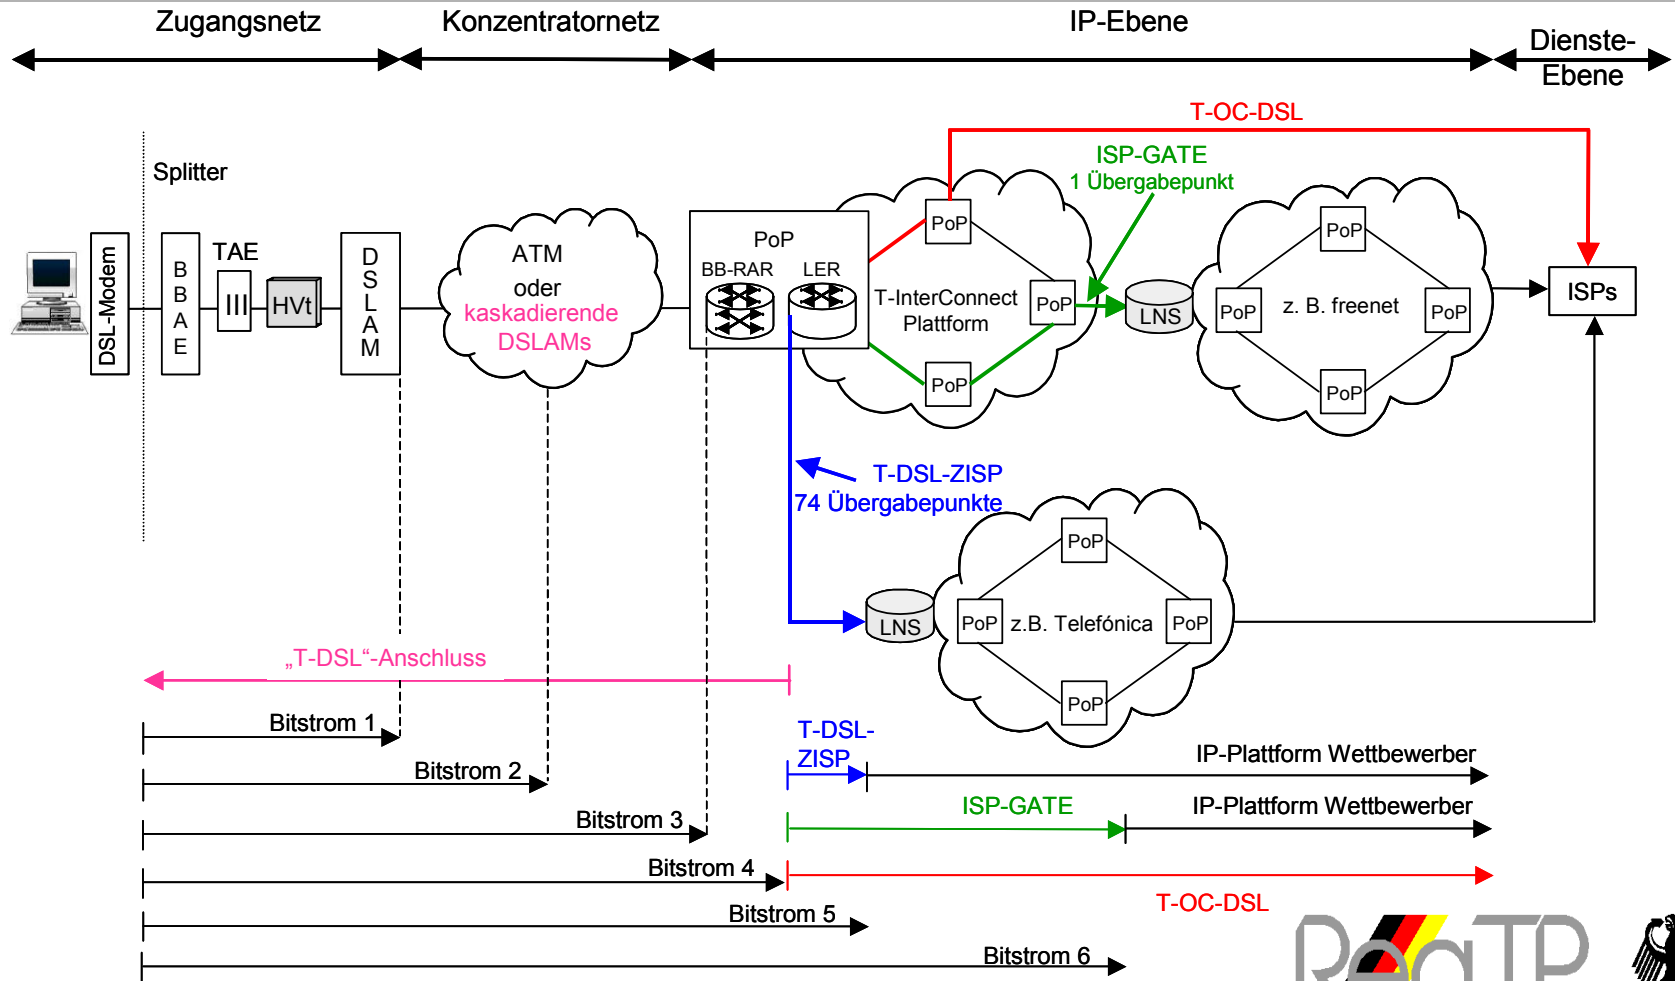 Zugangsnetz
Konzentratornetz
IP-Ebene
Dienste-
Ebene
T-OC-DSL
ISP-GATE
1 Übergabepunkt
Splitter
DSL-Modem
BBAE
TAE
HVt
DSLAM
ATM
oder
kaskadierende
DSLAMs
PoP
BB-RAR
LER
PoP
PoP
PoP
T-InterConnect
Plattform
LNS
PoP
PoP
PoP
PoP
z. B. freenet
ISPs
T-DSL-ZISP
74 Übergabepunkte
LNS
PoP
PoP
PoP
PoP
z.B. Telefónica
„T-DSL“-Anschluss
Bitstrom 1
T-DSL-
ZISP
IP-Plattform Wettbewerber
Bitstrom 2
ISP-GATE
IP-Plattform Wettbewerber
Bitstrom 3
Bitstrom 4
T-OC-DSL
Bitstrom 5
Bitstrom 6
RegTP